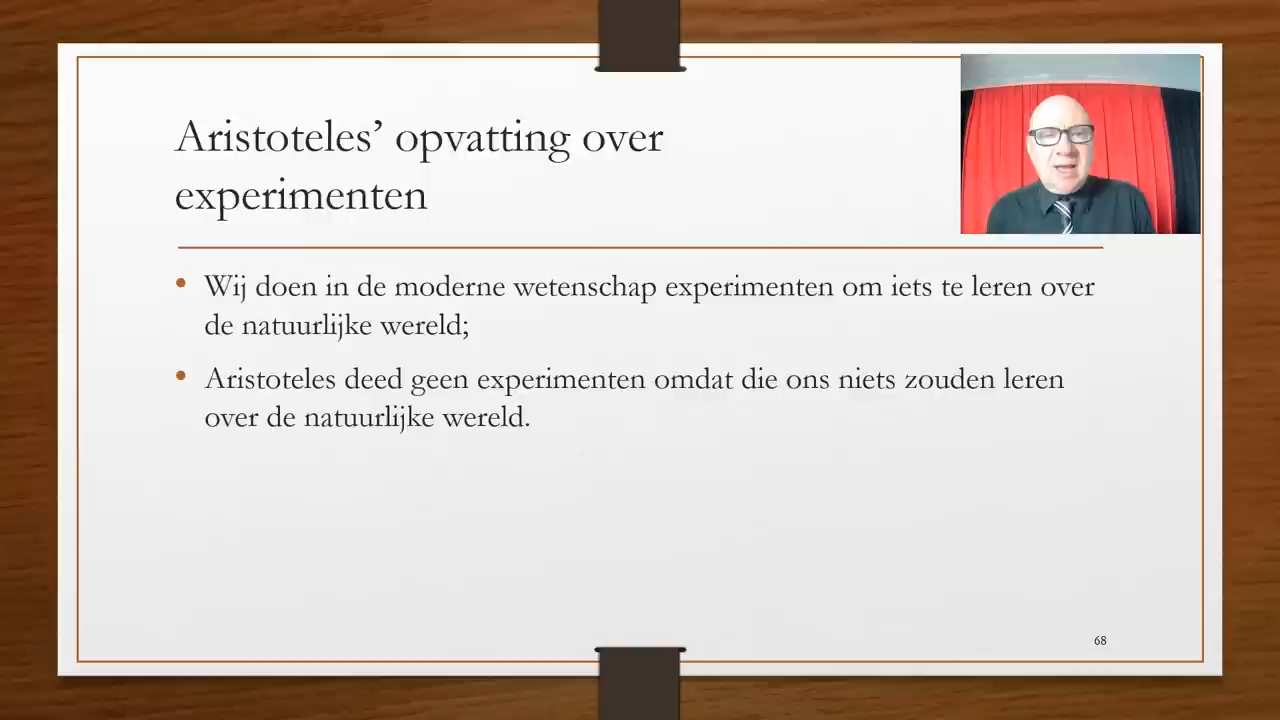 Aristoteles’ opvatting over
experimenten
• Wij doen in de moderne wetenschap experimenten om iets te leren over
de natuurlijke wereld;
• Aristoteles deed geen experimenten omdat die ons niets zouden leren
over de natuurlijke wereld.
68